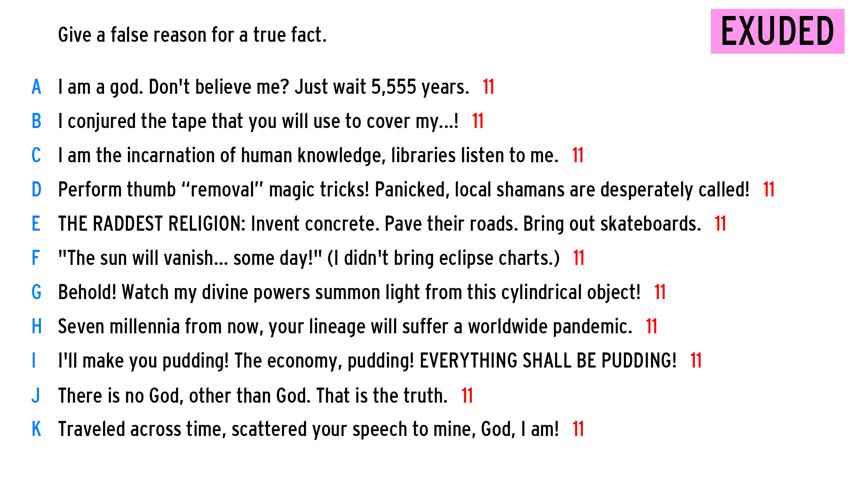 Give a false reason for a true fact.
EXUDED
A I am a god. Don't believe me? Just wait 5,555 years. 11
B I conjured the tape that you will use to cover my...! 11
C I am the incarnation of human knowledge, libraries listen to me. 11
D Perform thumb “removal” magic tricks! Panicked, local shamans are desperately called! 11
E THE RADDEST RELIGION: Invent concrete. Pave their roads. Bring out skateboards. 11
F "The sun will vanish... some day!" (I didn't bring eclipse charts.) 11
G Behold! Watch my divine powers summon light from this cylindrical object! 11
H Seven millennia from now, your lineage will suffer a worldwide pandemic. 11
I I'll make you pudding! The economy, pudding! EVERYTHING SHALL BE PUDDING! 11
J There is no God, other than God. That is the truth. 11
K Traveled across time, scattered your speech to mine, God, I am! 11